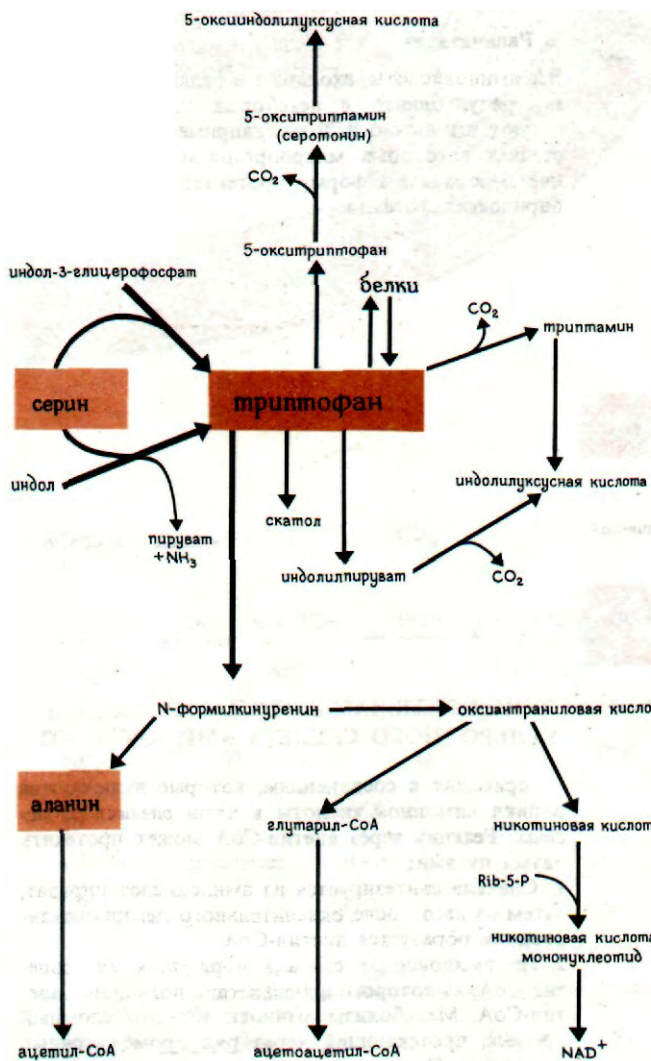 5-оксииндолилуксусная кислота
5-окситриптамин
(серотонин)
CO₂
5-окситриптофан
индол-3-глицерофосфат
белки
CO₂
триптамин
серин
триптофан
индол
индолилуксусная кислота
скатол
пируват
+NH₃
индолилпируват
CO₂
N-формилкинуренин
оксиантраниловая кисло
аланин
глутарил-CoA
никотиновая кислот
Rib-5-P
никотиновая кислота
мононуклеотид
ацетил-CoA
ацетоацетил-CoA
NAD⁺